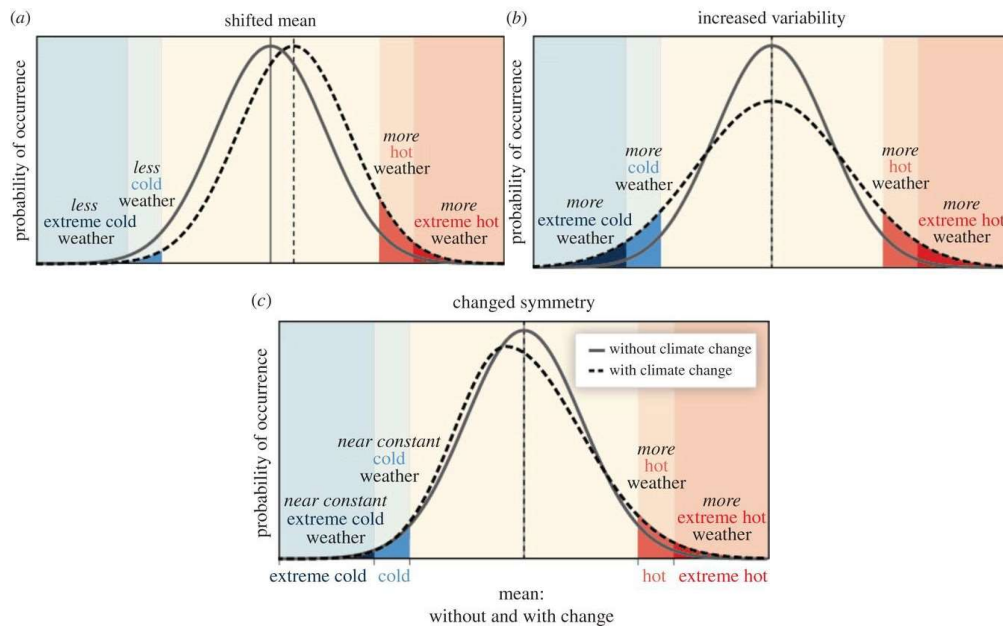 (a)
shifted mean
probability of occurrence
less
extreme cold
weather
less
cold
weather
more
hot
weather
more
extreme hot
weather
(b)
increased variability
probability of occurrence
more
extreme cold
weather
more
cold
weather
more
hot
weather
more
extreme hot
weather
(c)
changed symmetry
probability of occurrence
without climate change
with climate change
near constant
cold
weather
near constant
extreme cold
weather
more
hot
weather
more
extreme hot
weather
extreme cold
cold
hot
extreme hot
mean:
without and with change